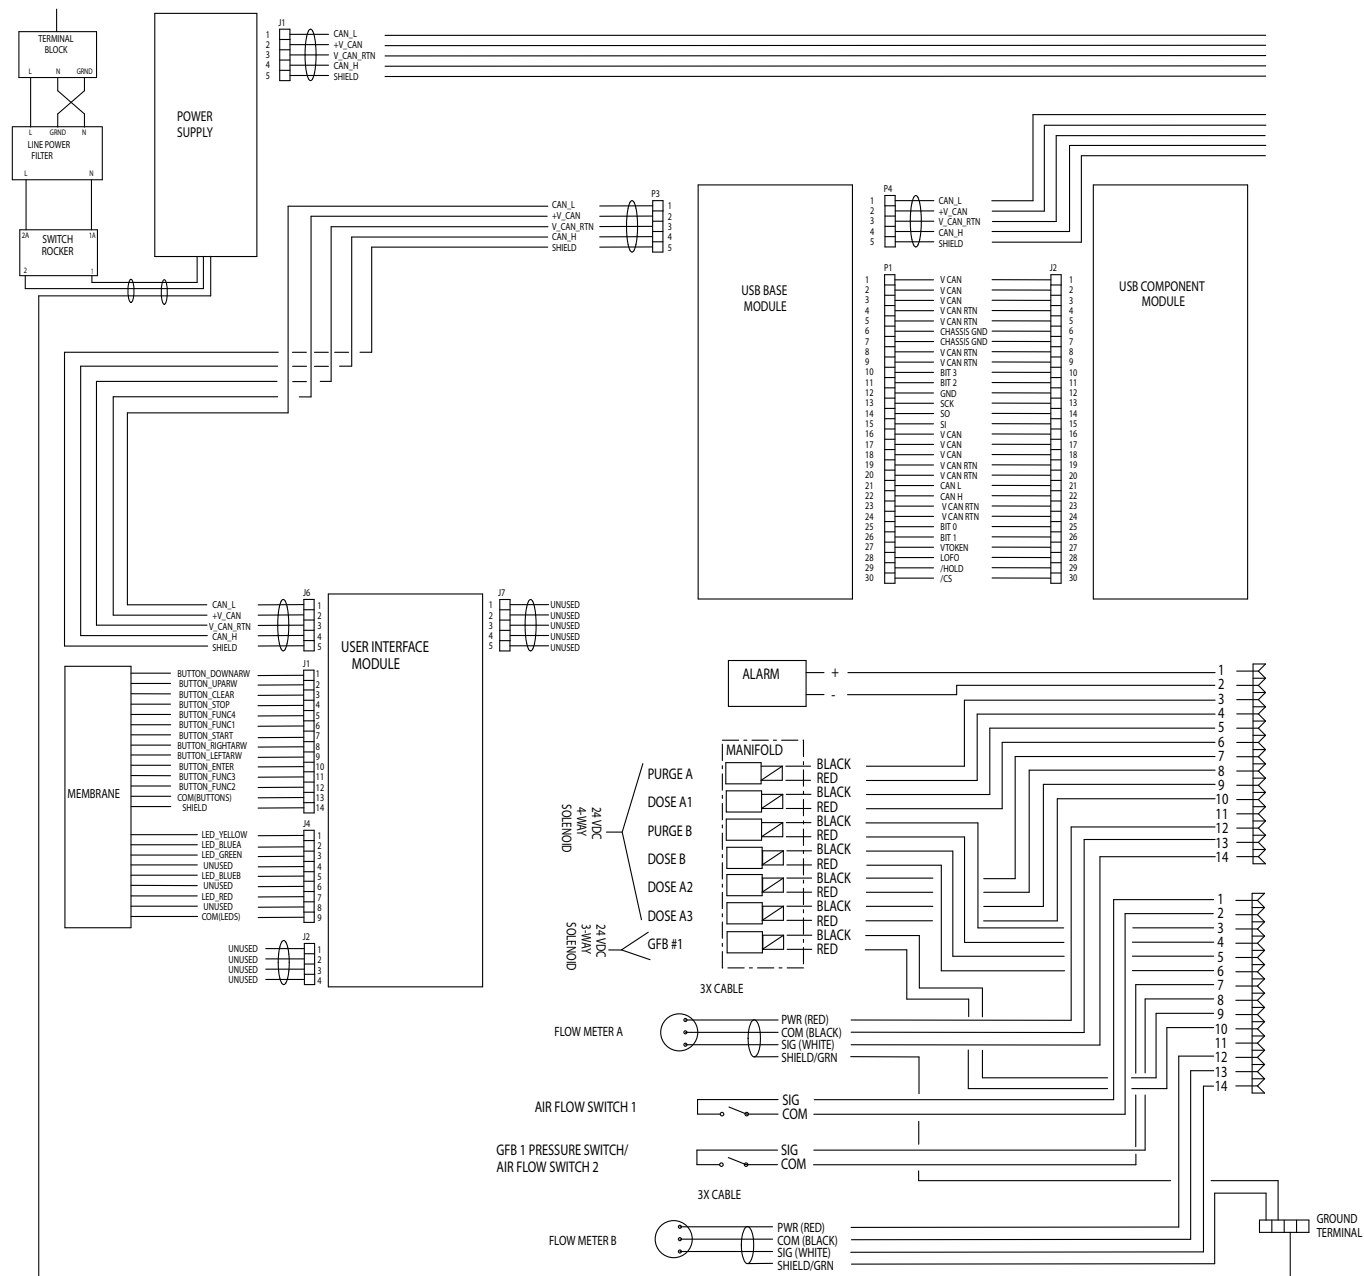 TERMINAL
BLOCK
L N GRND
L GRND N
LINE POWER
FILTER
L N
2A 1A
SWITCH
ROCKER
2 1
POWER
SUPPLY
J1
1 CAN_L
2 +V_CAN
3 V_CAN_RTN
4 CAN_H
5 SHIELD
P3
CAN_L 1
+V_CAN 2
V_CAN_RTN 3
CAN_H 4
SHIELD 5
USB BASE
MODULE
P4
1 CAN_L
2 +V_CAN
3 V_CAN_RTN
4 CAN_H
5 SHIELD
P1 J2
1 V CAN 1
2 V CAN 2
3 V CAN 3
4 V CAN RTN 4
5 V CAN RTN 5
6 CHASSIS GND 6
7 CHASSIS GND 7
8 V CAN RTN 8
9 V CAN RTN 9
10 BIT 3 10
11 BIT 2 11
12 GND 12
13 SCK 13
14 SO 14
15 SI 15
16 V CAN 16
17 V CAN 17
18 V CAN 18
19 V CAN RTN 19
20 V CAN RTN 20
21 CAN L 21
22 CAN H 22
23 V CAN RTN 23
24 V CAN RTN 24
25 BIT 0 25
26 BIT 1 26
27 VTOKEN 27
28 LOFO 28
29 /HOLD 29
30 /CS 30
USB COMPONENT
MODULE
J6
CAN_L 1
+V_CAN 2
V_CAN_RTN 3
CAN_H 4
SHIELD 5
USER INTERFACE
MODULE
J7
1 UNUSED
2 UNUSED
3 UNUSED
4 UNUSED
5 UNUSED
MEMBRANE
J1
BUTTON_DOWNARW 1
BUTTON_UPARW 2
BUTTON_CLEAR 3
BUTTON_STOP 4
BUTTON_FUNC4 5
BUTTON_FUNC1 6
BUTTON_START 7
BUTTON_RIGHTARW 8
BUTTON_LEFTARW 9
BUTTON_ENTER 10
BUTTON_FUNC3 11
BUTTON_FUNC2 12
COM(BUTTONS) 13
SHIELD 14
J4
LED_YELLOW 1
LED_BLUEA 2
LED_GREEN 3
UNUSED 4
LED_BLUEB 5
UNUSED 6
LED_RED 7
UNUSED 8
COM(LEDS) 9
J2
UNUSED 1
UNUSED 2
UNUSED 3
UNUSED 4
ALARM
+
-
MANIFOLD
24 VDC
4-WAY
SOLENOID
PURGE A BLACK
RED
DOSE A1 BLACK
RED
PURGE B BLACK
RED
DOSE B BLACK
RED
DOSE A2 BLACK
RED
DOSE A3 BLACK
RED
24 VDC
3-WAY
SOLENOID
GFB #1 BLACK
RED
1
2
3
4
5
6
7
8
9
10
11
12
13
14
1
2
3
4
5
6
7
8
9
10
11
12
13
14
3X CABLE
FLOW METER A
PWR (RED)
COM (BLACK)
SIG (WHITE)
SHIELD/GRN
AIR FLOW SWITCH 1
SIG
COM
GFB 1 PRESSURE SWITCH/
AIR FLOW SWITCH 2
SIG
COM
3X CABLE
FLOW METER B
PWR (RED)
COM (BLACK)
SIG (WHITE)
SHIELD/GRN
GROUND
TERMINAL